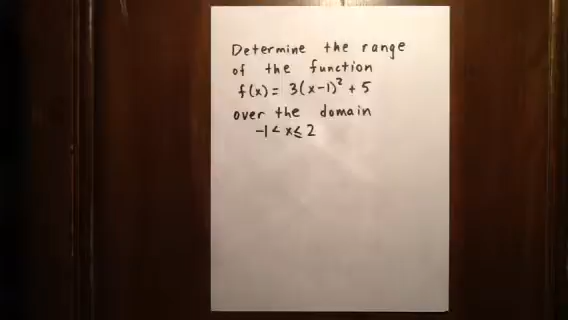 Determine the range
of the function
f(x) = 3(x-1)² + 5
over the domain
-1 < x ≤ 2